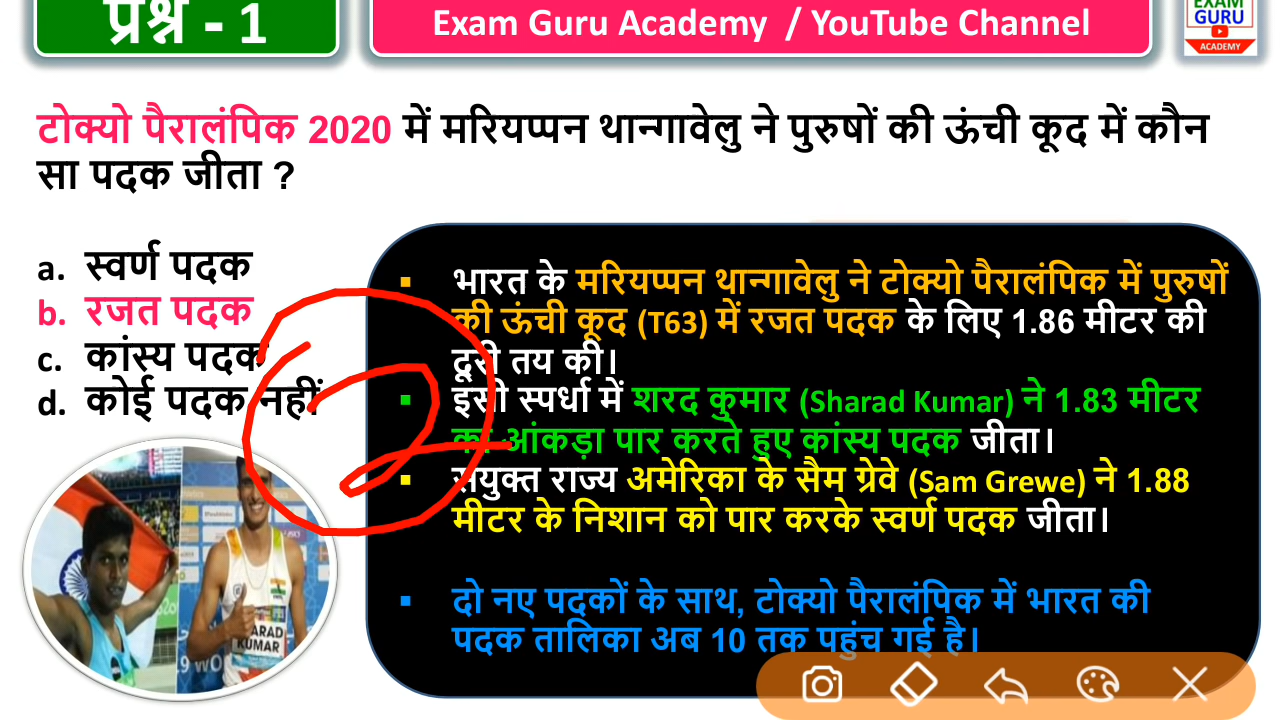 प्रश्न - 1
Exam Guru Academy / YouTube Channel
EXAM
GURU
ACADEMY
टोक्यो पैरालंपिक 2020 में मरियप्पन थान्गावेलु ने पुरुषों की ऊंची कूद में कौन
सा पदक जीता ?
a. स्वर्ण पदक
b. रजत पदक
c. कांस्य पदक
d. कोई पदक नहीं
▪ भारत के मरियप्पन थान्गावेलु ने टोक्यो पैरालंपिक में पुरुषों
की ऊंची कूद (T63) में रजत पदक के लिए 1.86 मीटर की
दूरी तय की।
▪ इसी स्पर्धा में शरद कुमार (Sharad Kumar) ने 1.83 मीटर
का आंकड़ा पार करते हुए कांस्य पदक जीता।
▪ संयुक्त राज्य अमेरिका के सैम ग्रेवे (Sam Grewe) ने 1.88
मीटर के निशान को पार करके स्वर्ण पदक जीता।
▪ दो नए पदकों के साथ, टोक्यो पैरालंपिक में भारत की
पदक तालिका अब 10 तक पहुंच गई है।
2
KUMAR